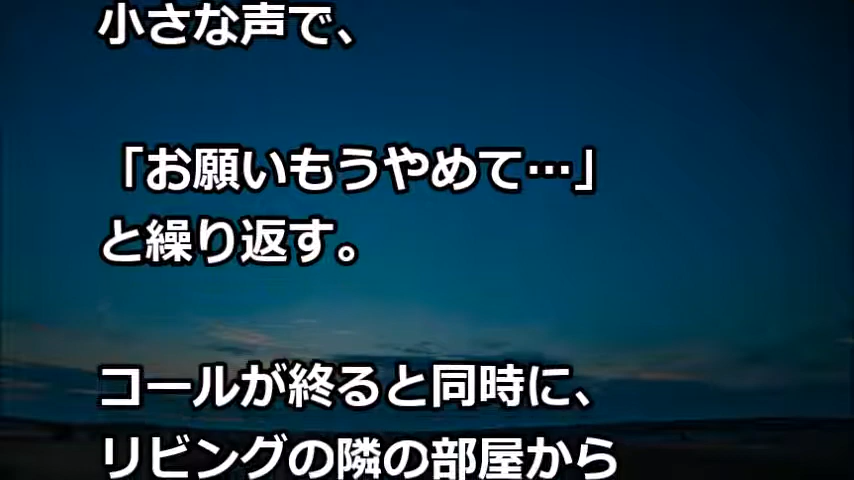 小さな声で、
「お願いもうやめて…」
と繰り返す。
コールが終ると同時に、
リビングの隣の部屋から